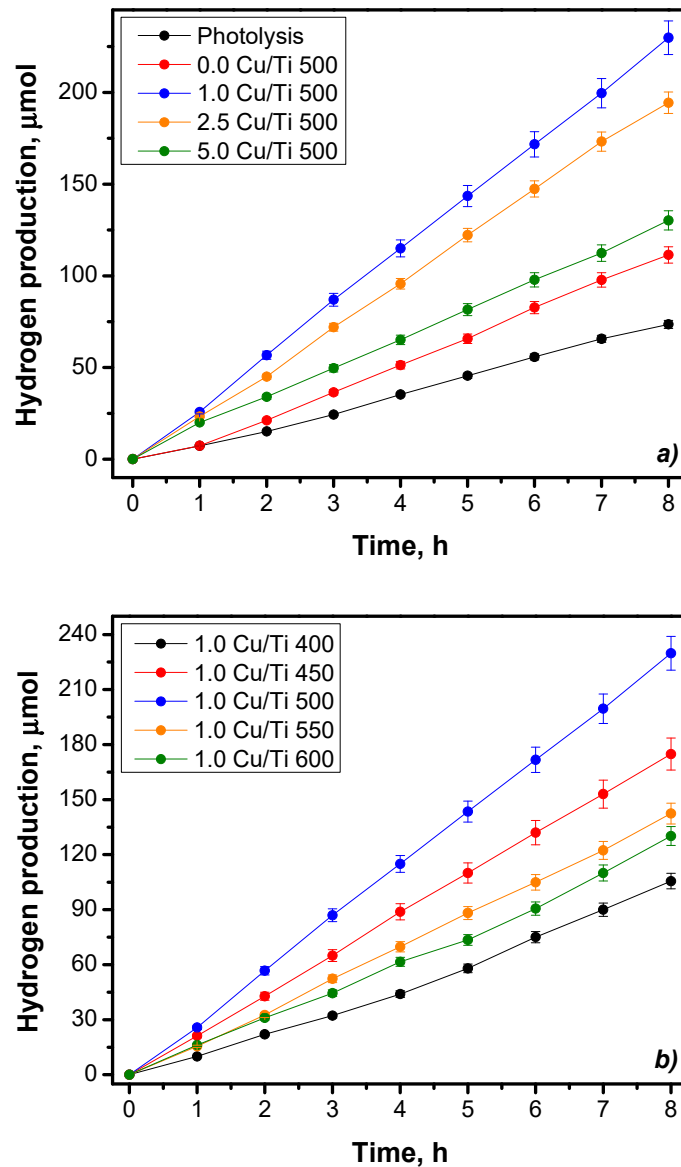 Photolysis
0.0 Cu/Ti 500
1.0 Cu/Ti 500
2.5 Cu/Ti 500
5.0 Cu/Ti 500
Hydrogen production, μmol
200
150
100
50
0
0 1 2 3 4 5 6 7 8
a)
Time, h
1.0 Cu/Ti 400
1.0 Cu/Ti 450
1.0 Cu/Ti 500
1.0 Cu/Ti 550
1.0 Cu/Ti 600
Hydrogen production, μmol
240
210
180
150
120
90
60
30
0
0 1 2 3 4 5 6 7 8
b)
Time, h